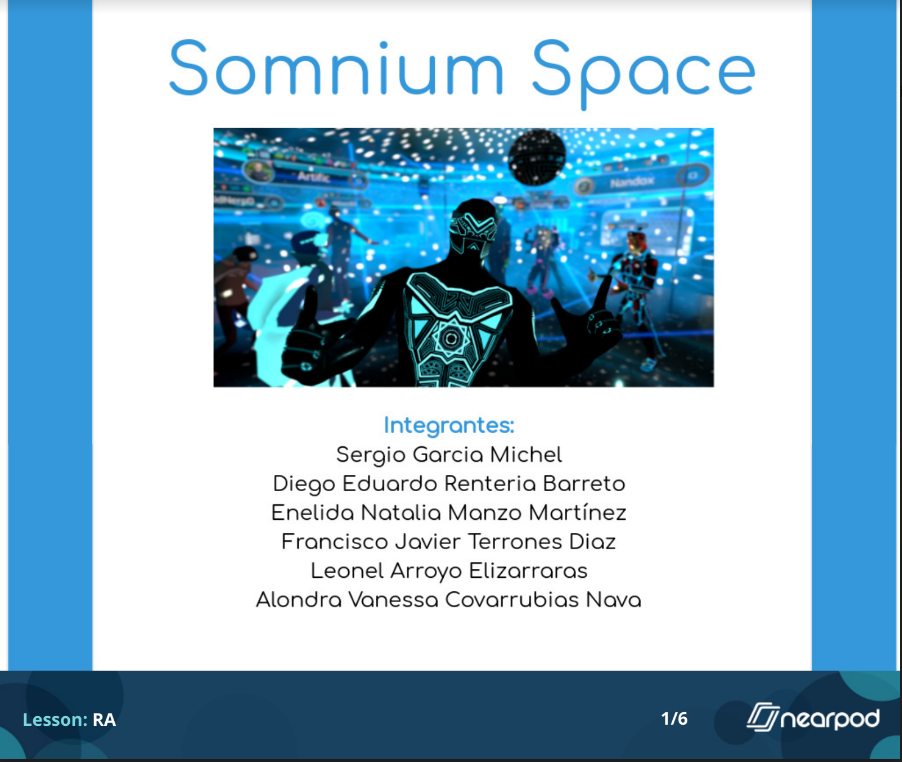 Somnium Space
Artific
Nandox
Integrantes:
Sergio Garcia Michel
Diego Eduardo Renteria Barreto
Enelida Natalia Manzo Martínez
Francisco Javier Terrones Diaz
Leonel Arroyo Elizarraras
Alondra Vanessa Covarrubias Nava
Lesson: RA
1/6
nearpod